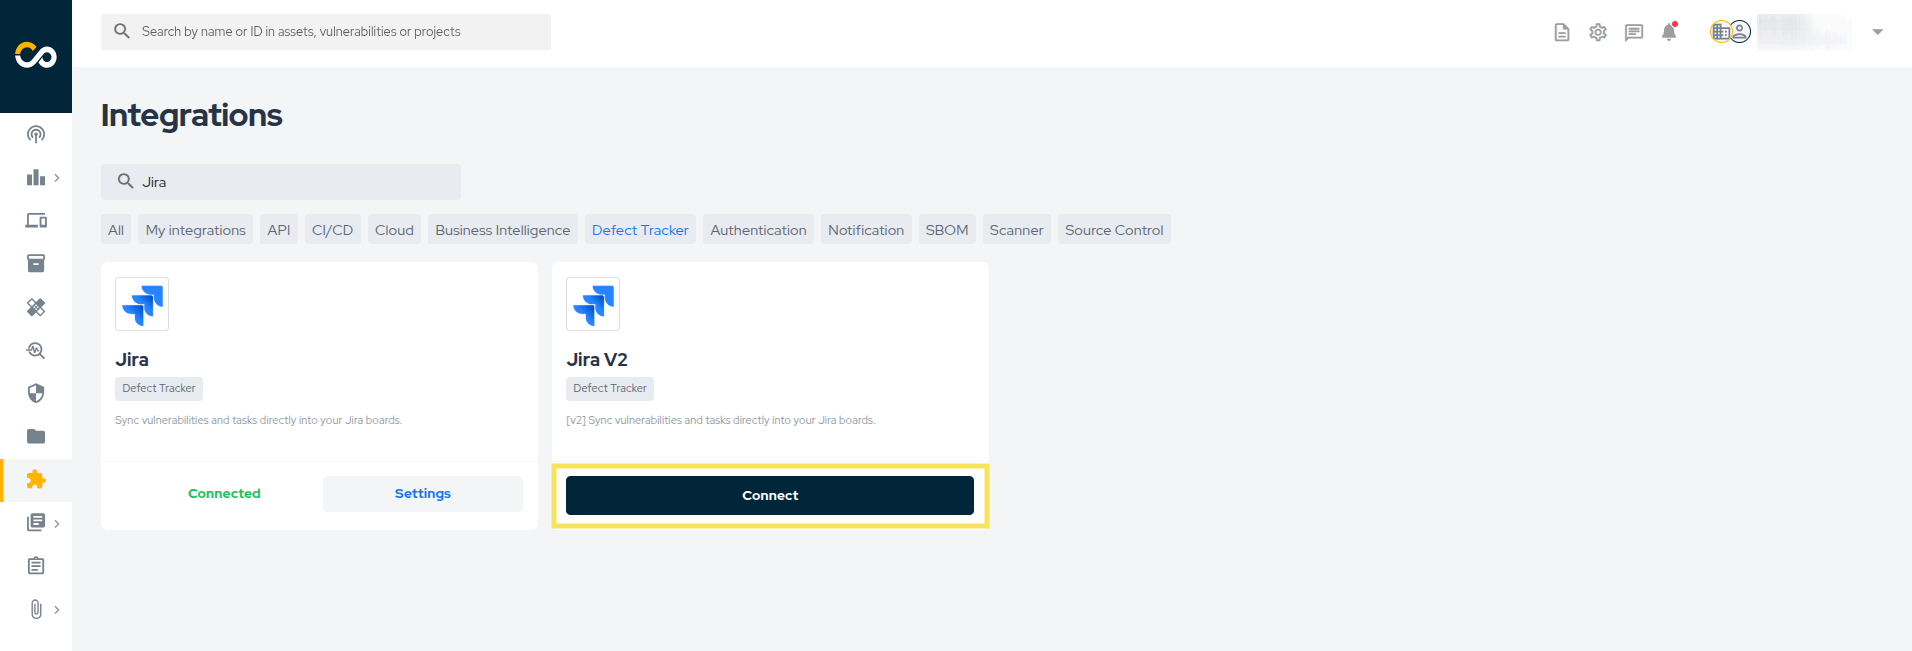 Search by name or ID in assets, vulnerabilities or projects
Integrations
Jira
All My integrations API CI/CD Cloud Business Intelligence Defect Tracker Authentication Notification SBOM Scanner Source Control
Jira
Defect Tracker
Sync vulnerabilities and tasks directly into your Jira boards.
Connected Settings
Jira V2
Defect Tracker
[v2] Sync vulnerabilities and tasks directly into your Jira boards.
Connect